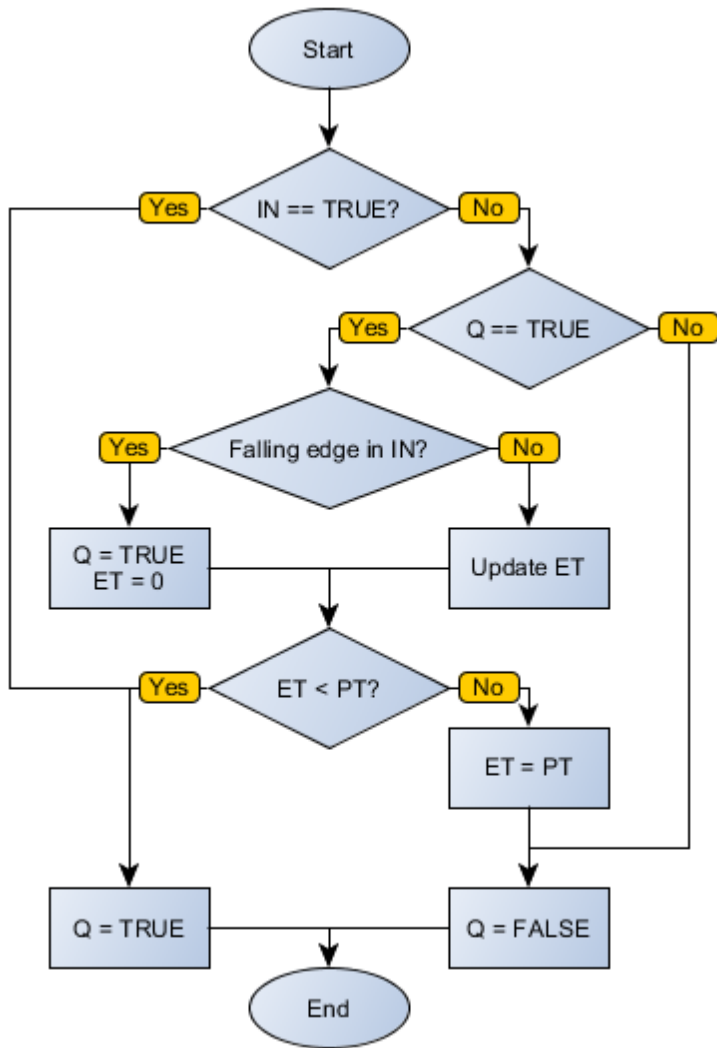 Start
Yes
IN == TRUE?
No
Yes
Q == TRUE
No
Yes
Falling edge in IN?
No
Q = TRUE
ET = 0
Update ET
Yes
ET < PT?
No
ET = PT
Q = TRUE
Q = FALSE
End